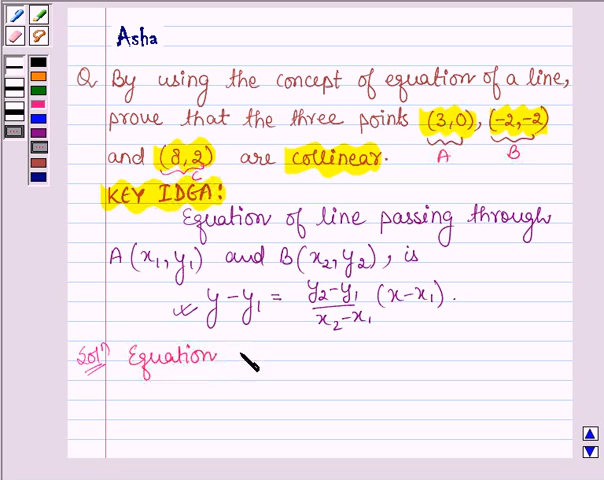 Asha
Q By using the concept of equation of a line,
prove that the three points (3,0), (-2,-2)
and (8,2) are collinear. A B
C
KEY IDEA:
Equation of line passing through
A(x₁,y₁) and B(x₂,y₂), is
y-y₁ = y₂-y₁/x₂-x₁ (x-x₁).
Solⁿ Equation